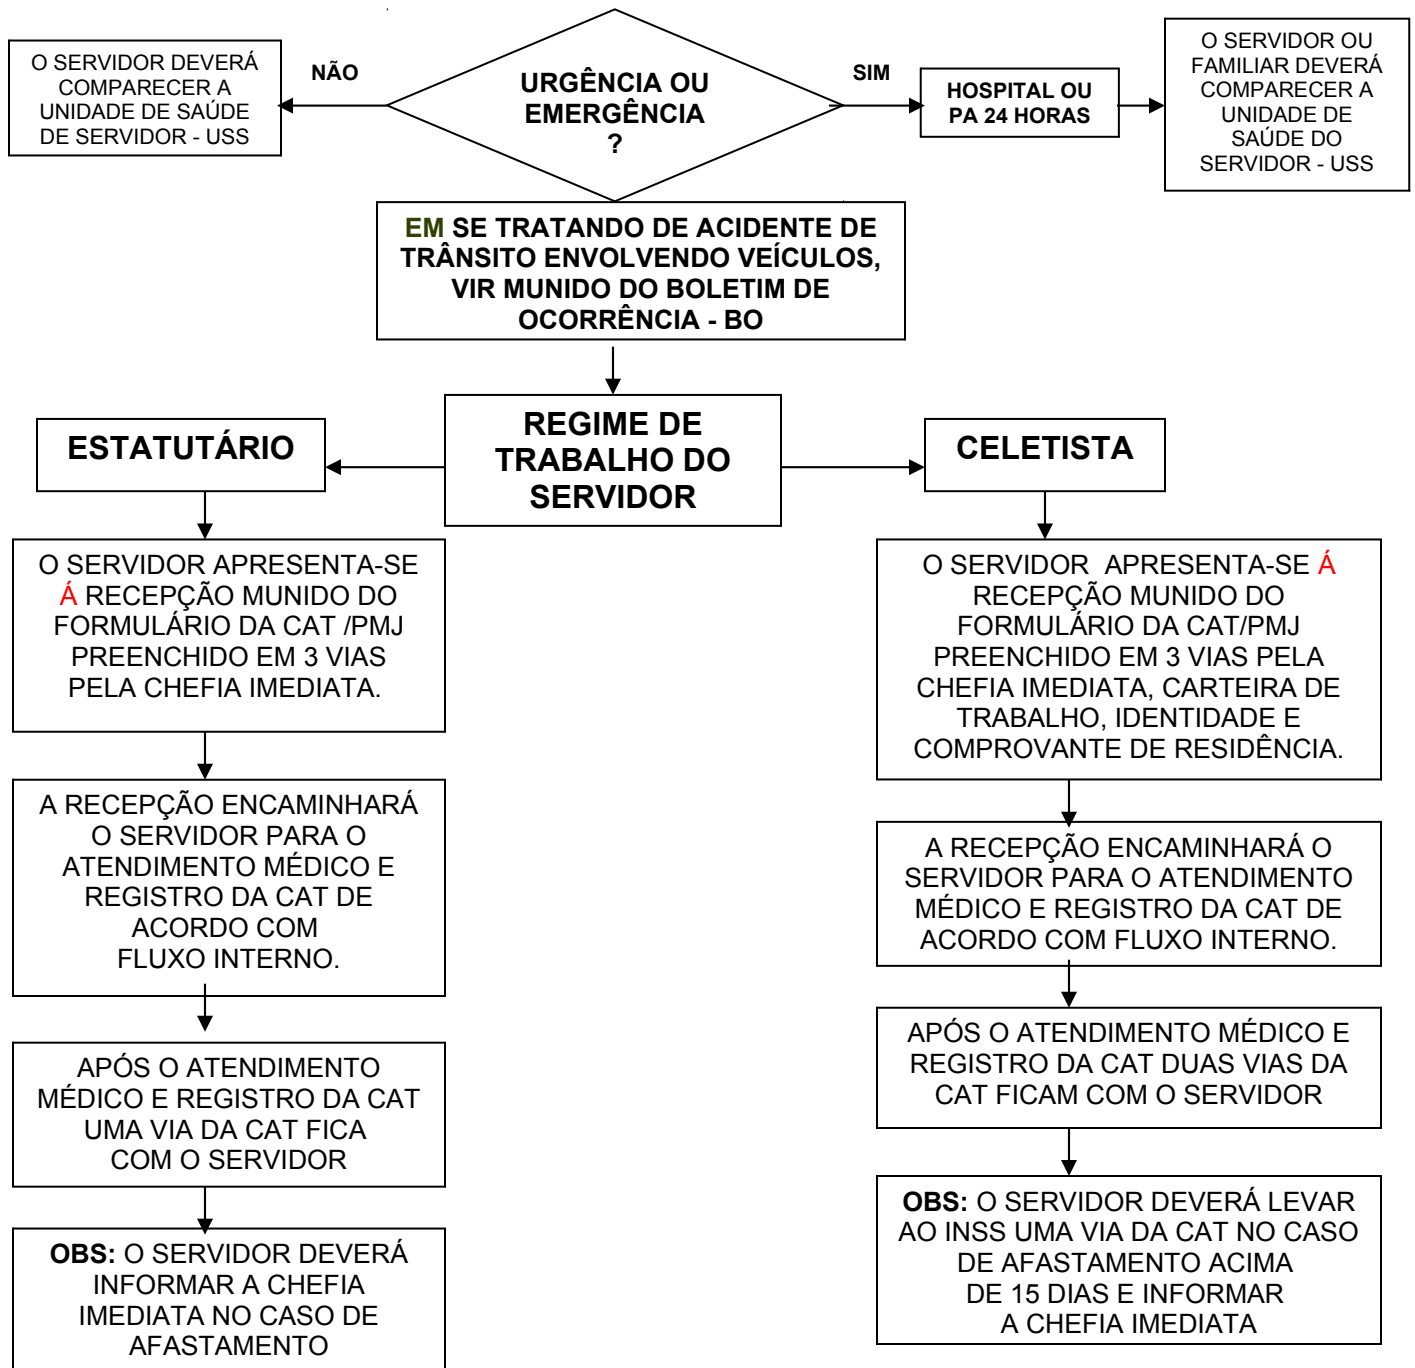 O SERVIDOR DEVERÁ
COMPARECER A
UNIDADE DE SAÚDE
DE SERVIDOR - USS
NÃO
URGÊNCIA OU
EMERGÊNCIA
?
SIM
HOSPITAL OU
PA 24 HORAS
O SERVIDOR OU
FAMILIAR DEVERÁ
COMPARECER A
UNIDADE DE
SAÚDE DO
SERVIDOR - USS
EM SE TRATANDO DE ACIDENTE DE
TRÂNSITO ENVOLVENDO VEÍCULOS,
VIR MUNIDO DO BOLETIM DE
OCORRÊNCIA - BO
REGIME DE
TRABALHO DO
SERVIDOR
ESTATUTÁRIO
O SERVIDOR APRESENTA-SE
Á RECEPÇÃO MUNIDO DO
FORMULÁRIO DA CAT /PMJ
PREENCHIDO EM 3 VIAS
PELA CHEFIA IMEDIATA.
A RECEPÇÃO ENCAMINHARÁ
O SERVIDOR PARA O
ATENDIMENTO MÉDICO E
REGISTRO DA CAT DE
ACORDO COM
FLUXO INTERNO.
APÓS O ATENDIMENTO
MÉDICO E REGISTRO DA CAT
UMA VIA DA CAT FICA
COM O SERVIDOR
OBS: O SERVIDOR DEVERÁ
INFORMAR A CHEFIA
IMEDIATA NO CASO DE
AFASTAMENTO
CELETISTA
O SERVIDOR APRESENTA-SE Á
RECEPÇÃO MUNIDO DO
FORMULÁRIO DA CAT/PMJ
PREENCHIDO EM 3 VIAS PELA
CHEFIA IMEDIATA, CARTEIRA DE
TRABALHO, IDENTIDADE E
COMPROVANTE DE RESIDÊNCIA.
A RECEPÇÃO ENCAMINHARÁ O
SERVIDOR PARA O ATENDIMENTO
MÉDICO E REGISTRO DA CAT DE
ACORDO COM FLUXO INTERNO.
APÓS O ATENDIMENTO MÉDICO E
REGISTRO DA CAT DUAS VIAS DA
CAT FICAM COM O SERVIDOR
OBS: O SERVIDOR DEVERÁ LEVAR
AO INSS UMA VIA DA CAT NO CASO
DE AFASTAMENTO ACIMA
DE 15 DIAS E INFORMAR
A CHEFIA IMEDIATA